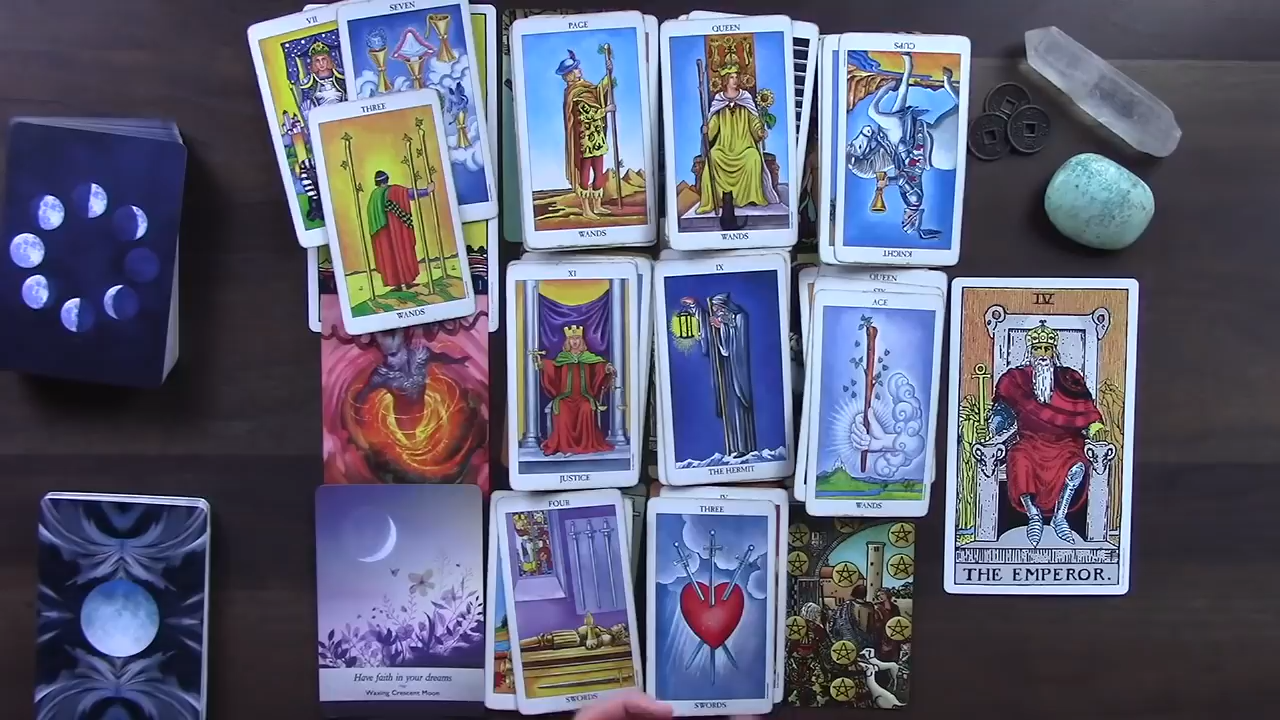 VII
SEVEN
THREE
WANDS
PAGE
WANDS
QUEEN
WANDS
CUPS
KNIGHT
XI
JUSTICE
IX
THE HERMIT
QUEEN
ACE
WANDS
IV
THE EMPEROR.
Have faith in your dreams
Waxing Crescent Moon
FOUR
SWORDS
IV
THREE
SWORDS